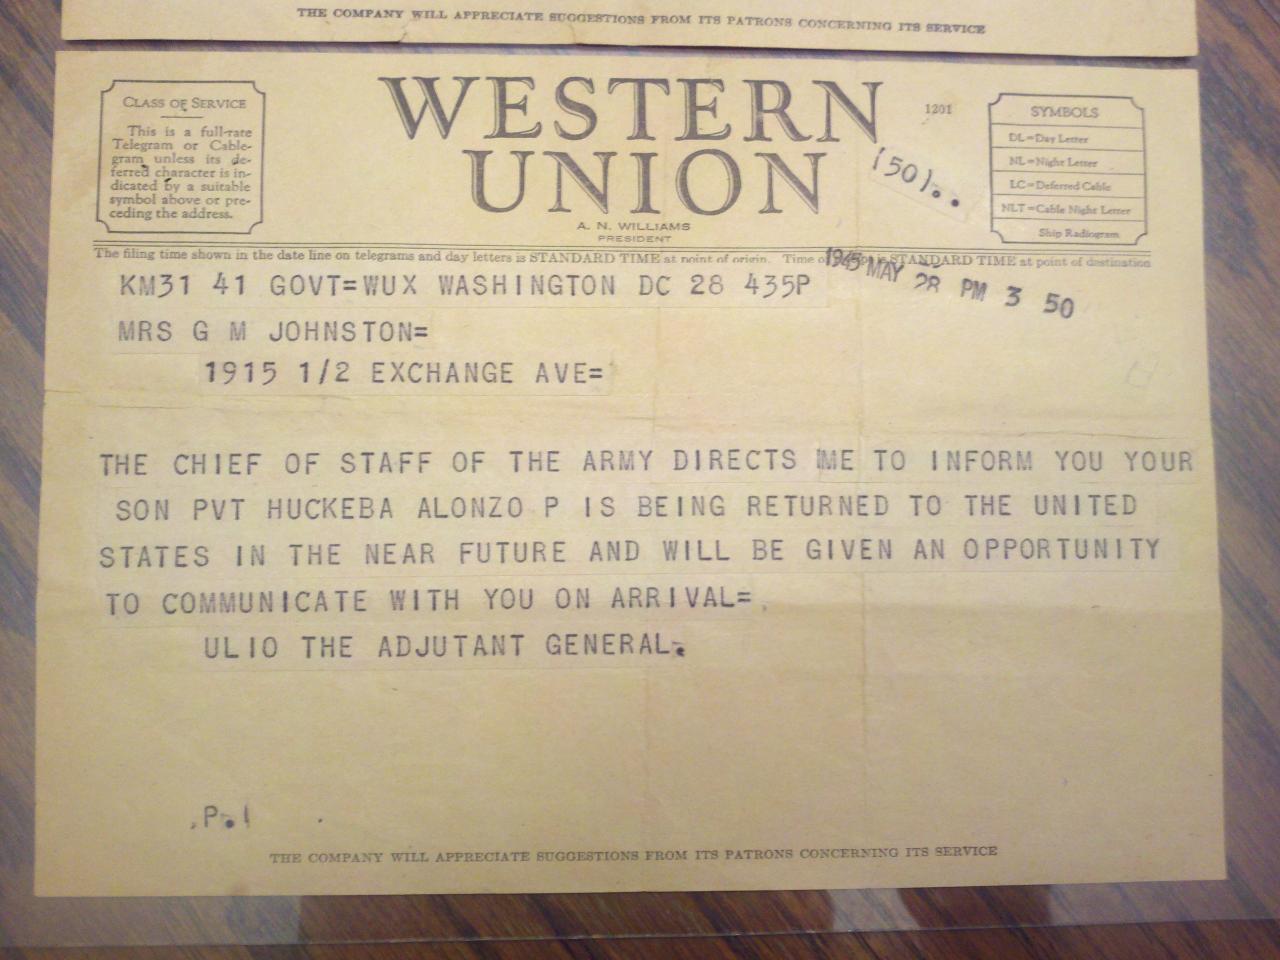 THE COMPANY WILL APPRECIATE SUGGESTIONS FROM ITS PATRONS CONCERNING ITS SERVICE
CLASS OF SERVICE
This is a full-rate
Telegram or Cable-
gram unless its de-
ferred character is in-
dicated by a suitable
symbol above or pre-
ceding the address.
WESTERN
UNION
A. N. WILLIAMS
PRESIDENT
1201
(50)..
SYMBOLS
DL=Day Letter
NL=Night Letter
LC=Deferred Cable
NLT=Cable Night Letter
Ship Radiogram
The filing time shown in the date line on telegrams and day letters is STANDARD TIME at point of origin. Time of is STANDARD TIME at point of destination
1945 MAY 28 PM 3 50
KM31 41 GOVT=WUX WASHINGTON DC 28 435P
MRS G M JOHNSTON=
1915 1/2 EXCHANGE AVE=
THE CHIEF OF STAFF OF THE ARMY DIRECTS ME TO INFORM YOU YOUR
SON PVT HUCKEBA ALONZO P IS BEING RETURNED TO THE UNITED
STATES IN THE NEAR FUTURE AND WILL BE GIVEN AN OPPORTUNITY
TO COMMUNICATE WITH YOU ON ARRIVAL=
ULIO THE ADJUTANT GENERAL.
THE COMPANY WILL APPRECIATE SUGGESTIONS FROM ITS PATRONS CONCERNING ITS SERVICE